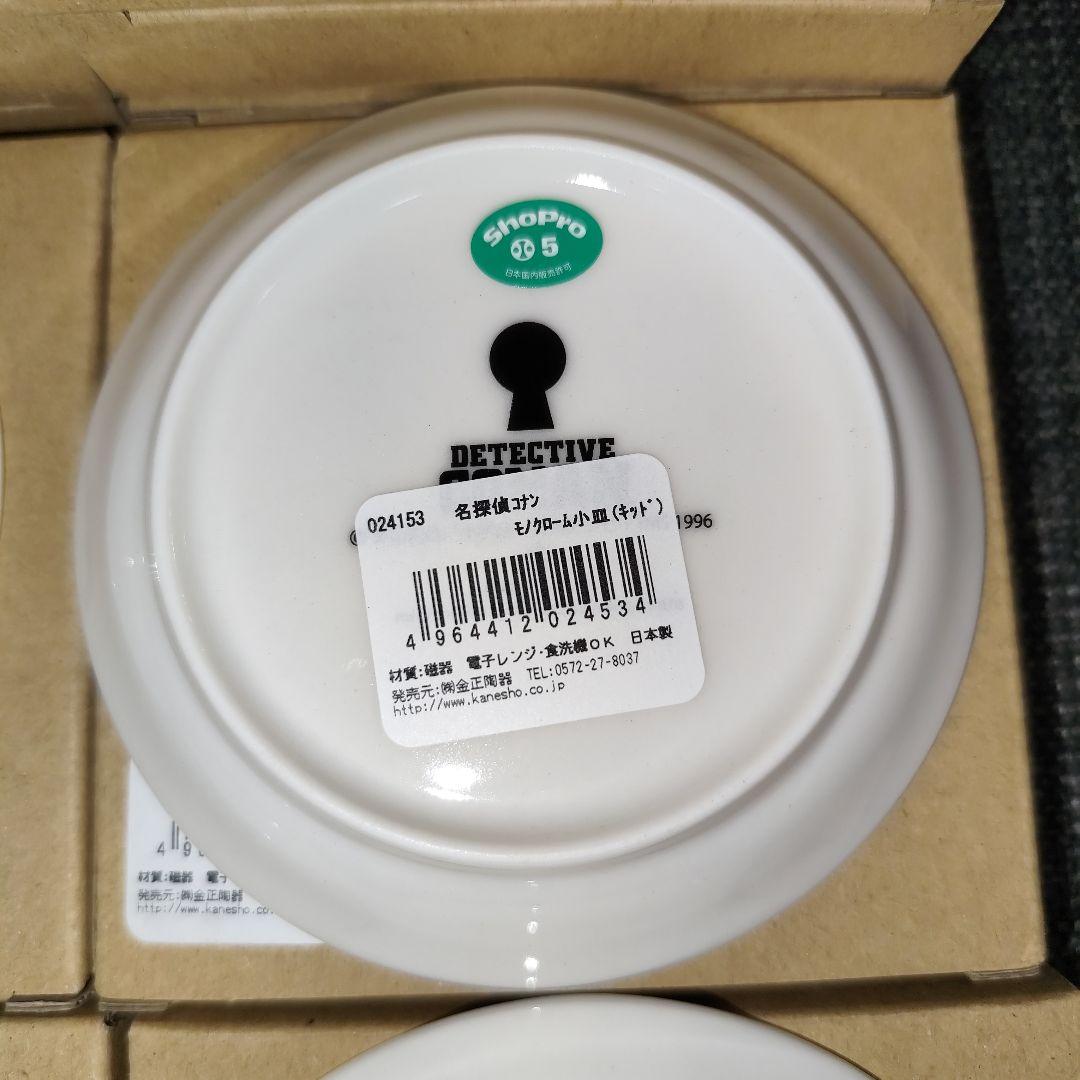 ShoPro
5
日本国内販売許可
DETECTIVE
024153 名探偵ｺﾅﾝ
ﾓﾉｸﾛｰﾑ小皿(ｷｯﾄﾞ)
© 1996
4 964412 024534
材質:磁器 電子レンジ･食洗機OK 日本製
発売元:㈱金正陶器 TEL:0572-27-8037
http://www.kanesho.co.jp
4 9
材質:磁器 電子
発売元:㈱金正陶器
http://www.kanesho.co.